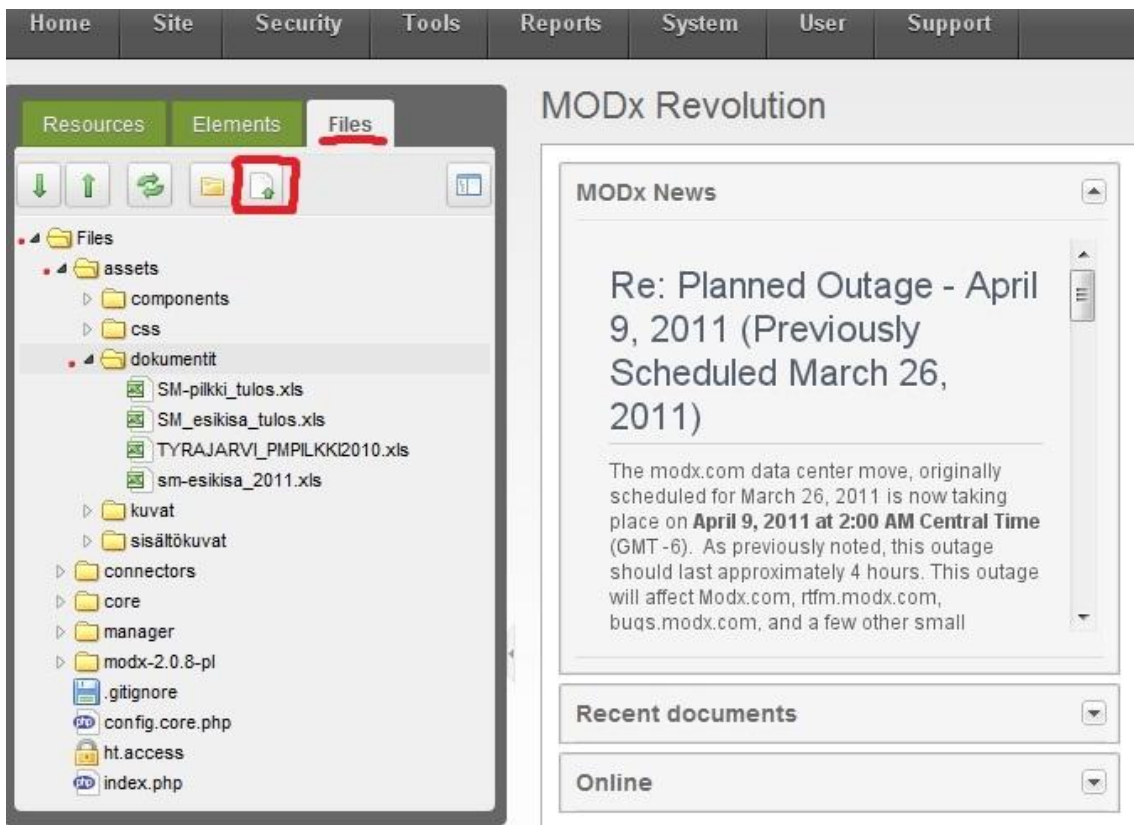 Home Site Security Tools Reports System User Support
Resources Elements Files
Files
assets
components
css
dokumentit
SM-pilkki_tulos.xls
SM_esikisa_tulos.xls
TYRAJARVI_PMPILKKI2010.xls
sm-esikisa_2011.xls
kuvat
sisältökuvat
connectors
core
manager
modx-2.0.8-pl
.gitignore
config.core.php
ht.access
index.php
MODx Revolution
MODx News
Re: Planned Outage - April
9, 2011 (Previously
Scheduled March 26,
2011)
The modx.com data center move, originally
scheduled for March 26, 2011 is now taking
place on April 9, 2011 at 2:00 AM Central Time
(GMT -6). As previously noted, this outage
should last approximately 4 hours. This outage
will affect Modx.com, rtfm.modx.com,
bugs.modx.com, and a few other small
Recent documents
Online